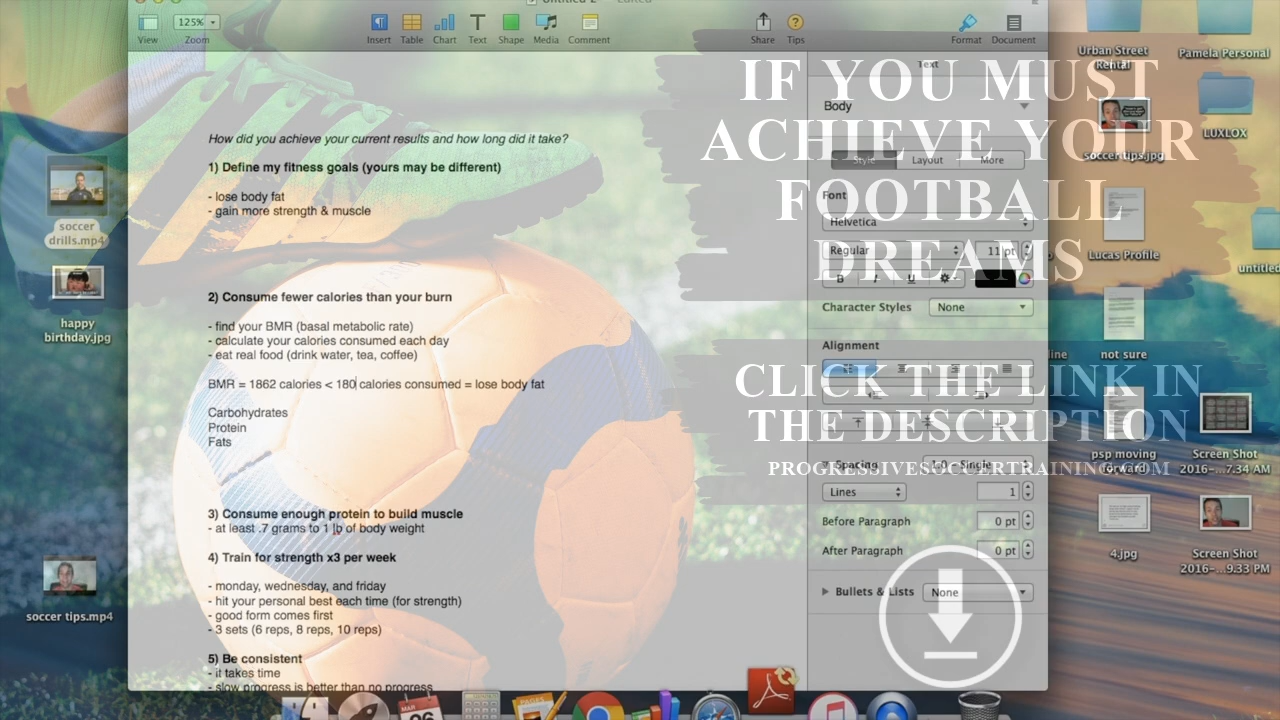 Untitled 2 — Edited
View
125%
Zoom
Insert
Table
Chart
Text
Shape
Media
Comment
Share
Tips
Format
Document
How did you achieve your current results and how long did it take?
1) Define my fitness goals (yours may be different)
- lose body fat
- gain more strength & muscle
2) Consume fewer calories than your burn
- find your BMR (basal metabolic rate)
- calculate your calories consumed each day
- eat real food (drink water, tea, coffee)
BMR = 1862 calories < 180 calories consumed = lose body fat
Carbohydrates
Protein
Fats
3) Consume enough protein to build muscle
- at least .7 grams to 1 lb of body weight
4) Train for strength x3 per week
- monday, wednesday, and friday
- hit your personal best each time (for strength)
- good form comes first
- 3 sets (6 reps, 8 reps, 10 reps)
5) Be consistent
- it takes time
- slow progress is better than no progress
Text
Body
Style
Layout
More
Font
Helvetica
Regular
11 pt
B
I
U
Character Styles
None
Alignment
Spacing
1.0 - Single
Lines
1
Before Paragraph
0 pt
After Paragraph
0 pt
Bullets & Lists
None
IF YOU MUST
ACHIEVE YOUR
FOOTBALL
DREAMS
CLICK THE LINK IN
THE DESCRIPTION
PROGRESSIVESOCCERTRAINING.COM
soccer
drills.mp4
happy
birthday.jpg
soccer tips.mp4
Urban Street
Rental
Pamela Personal
soccer tips.jpg
LUXLOX
Lucas Profile
untitled
line
not sure
psp moving
forward
Screen Shot
2016-...7.34 AM
4.jpg
Screen Shot
2016-...9.33 PM
MAR
26
PAGES